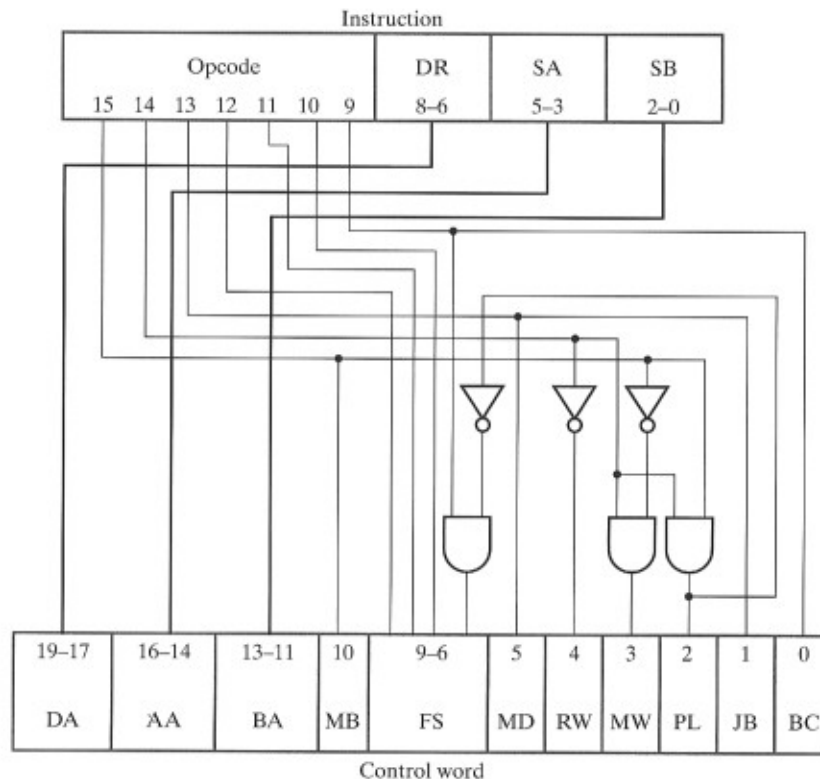 Instruction
Opcode DR SA SB
15 14 13 12 11 10 9 8–6 5–3 2–0
19–17 16–14 13–11 10 9–6 5 4 3 2 1 0
DA AA BA MB FS MD RW MW PL JB BC
Control word